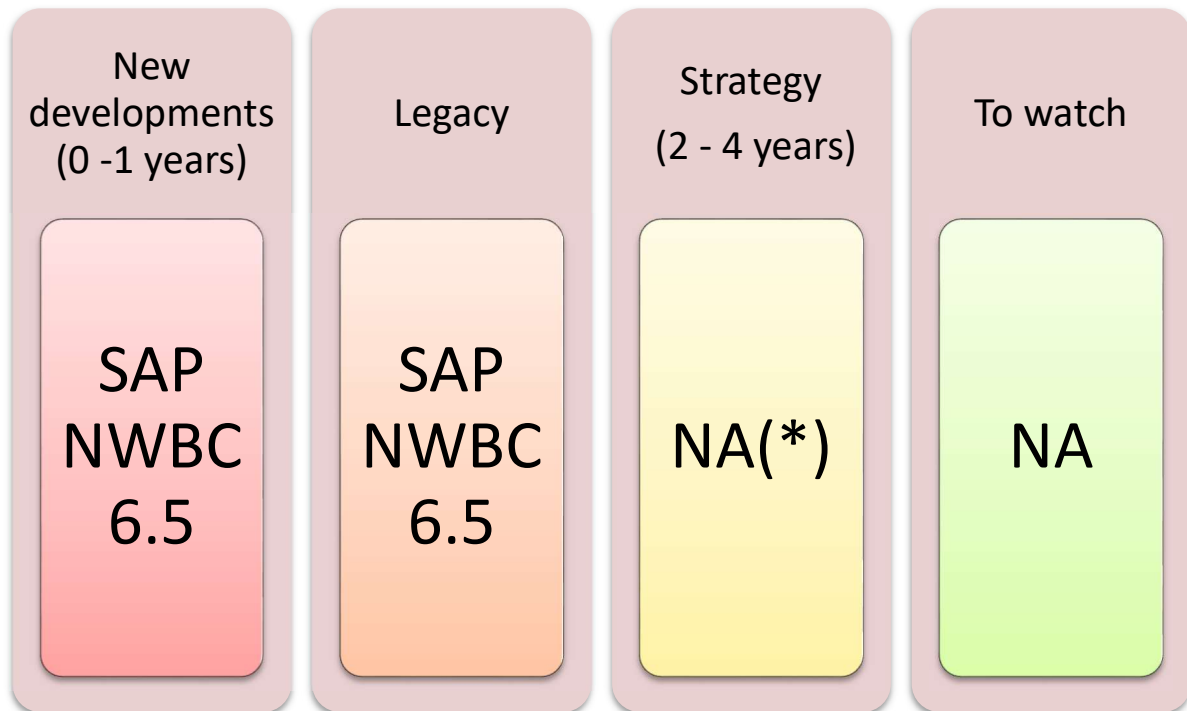 New
developments
(0 -1 years)
SAP
NWBC
6.5
Legacy
SAP
NWBC
6.5
Strategy
(2 - 4 years)
NA(*)
To watch
NA